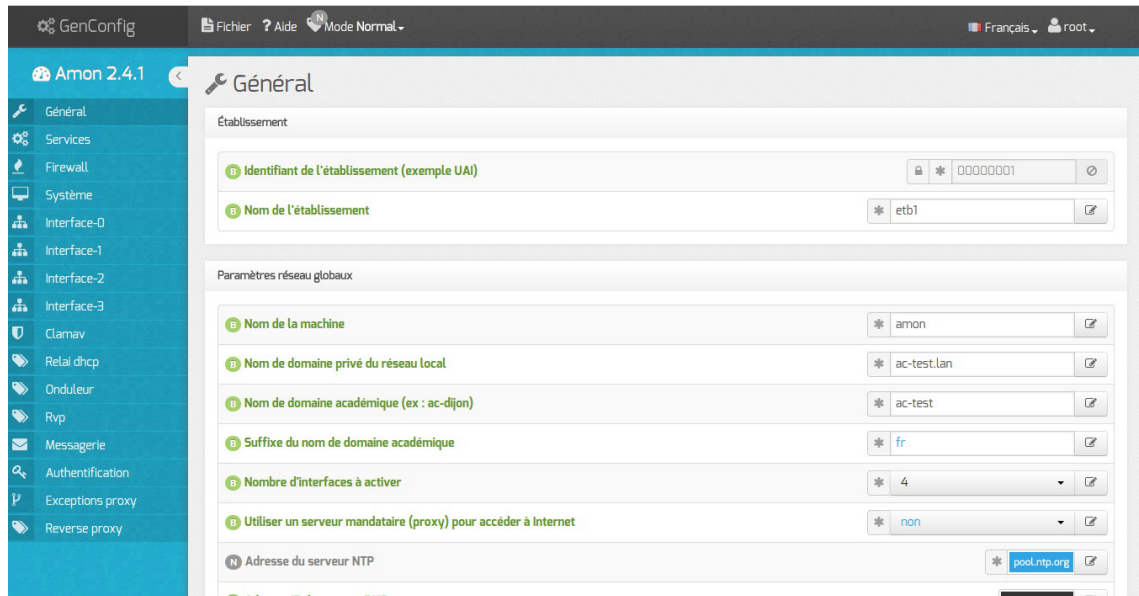 GenConfig
Fichier ? Aide N Mode Normal
Français root
Amon 2.4.1
Général
Services
Firewall
Système
Interface-0
Interface-1
Interface-2
Interface-3
Clamav
Relai dhcp
Onduleur
Rvp
Messagerie
Authentification
Exceptions proxy
Reverse proxy
Général
Établissement
B Identifiant de l'établissement (exemple UAI) 00000001
B Nom de l'établissement etb1
Paramètres réseau globaux
B Nom de la machine amon
B Nom de domaine privé du réseau local ac-test.lan
B Nom de domaine académique (ex : ac-dijon) ac-test
B Suffixe du nom de domaine académique fr
B Nombre d'interfaces à activer 4
B Utiliser un serveur mandataire (proxy) pour accéder à Internet non
N Adresse du serveur NTP pool.ntp.org